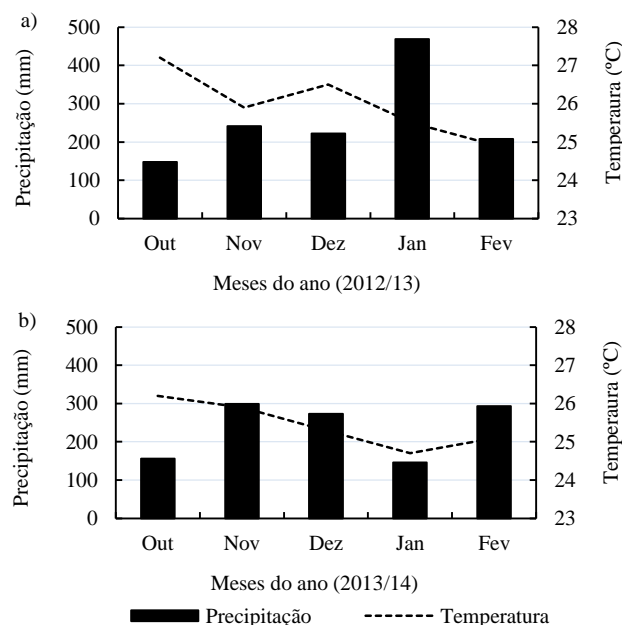 a)
Precipitação (mm)
500
400
300
200
100
0
28
27
26
25
24
23
Temperaura (ºC)
Out Nov Dez Jan Fev
Meses do ano (2012/13)
b)
Precipitação (mm)
500
400
300
200
100
0
28
27
26
25
24
23
Temperaura (ºC)
Out Nov Dez Jan Fev
Meses do ano (2013/14)
Precipitação Temperatura